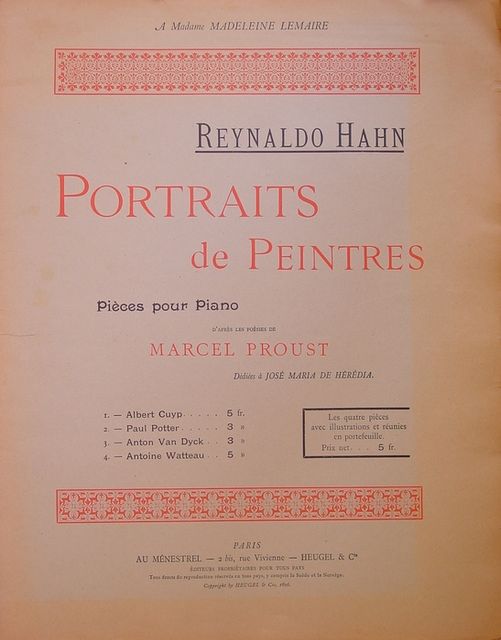 A Madame MADELEINE LEMAIRE
REYNALDO HAHN
PORTRAITS
de PEINTRES
Pièces pour Piano
D'APRÈS LES POÉSIES DE
MARCEL PROUST
Dédiées à JOSÉ MARIA DE HÉRÉDIA.
1. — Albert Cuyp . . . . . 5 fr.
2. — Paul Potter . . . . . 3 »
3. — Anton Van Dyck . . 3 »
4. — Antoine Watteau . . 5 »
Les quatre pièces
avec illustrations et réunies
en portefeuille.
Prix net . . . 5 fr.
PARIS
AU MÉNESTREL — 2 bis, rue Vivienne — HEUGEL & Cie
ÉDITEURS PROPRIÉTAIRES POUR TOUS PAYS
Tous droits de reproduction réservés en tous pays, y compris la Suède et la Norvège.
Copyright by HEUGEL & Cie, 1896.